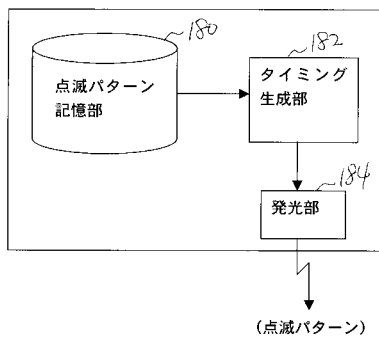 180
点滅パターン
記憶部
182
タイミング
生成部
184
発光部
(点滅パターン)